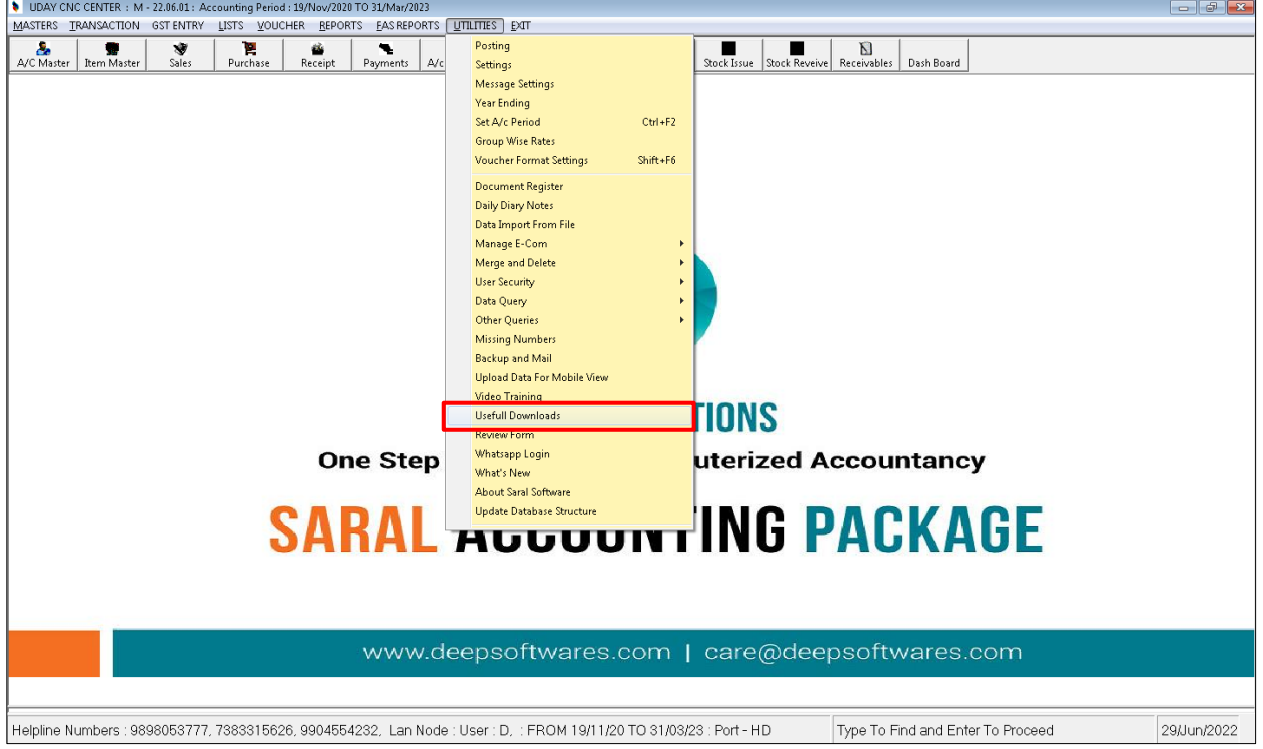 UDAY CNC CENTER : M - 22.06.01 : Accounting Period : 19/Nov/2020 TO 31/Mar/2023
MASTERS TRANSACTION GST ENTRY LISTS VOUCHER REPORTS EAS REPORTS UTILITIES EXIT
A/C Master Item Master Sales Purchase Receipt Payments A/c Stock Issue Stock Reveive Receivables Dash Board
Posting
Settings
Message Settings
Year Ending
Set A/c Period Ctrl+F2
Group Wise Rates
Voucher Format Settings Shift+F6
Document Register
Daily Diary Notes
Data Import From File
Manage E-Com
Merge and Delete
User Security
Data Query
Other Queries
Missing Numbers
Backup and Mail
Upload Data For Mobile View
Video Training
Usefull Downloads
Review Form
Whatsapp Login
What's New
About Saral Software
Update Database Structure
TIONS
One Step uterized Accountancy
SARAL ACCOUNTING PACKAGE
www.deepsoftwares.com | care@deepsoftwares.com
Helpline Numbers : 9898053777, 7383315626, 9904554232, Lan Node : User : D, : FROM 19/11/20 TO 31/03/23 : Port - HD Type To Find and Enter To Proceed 29/Jun/2022